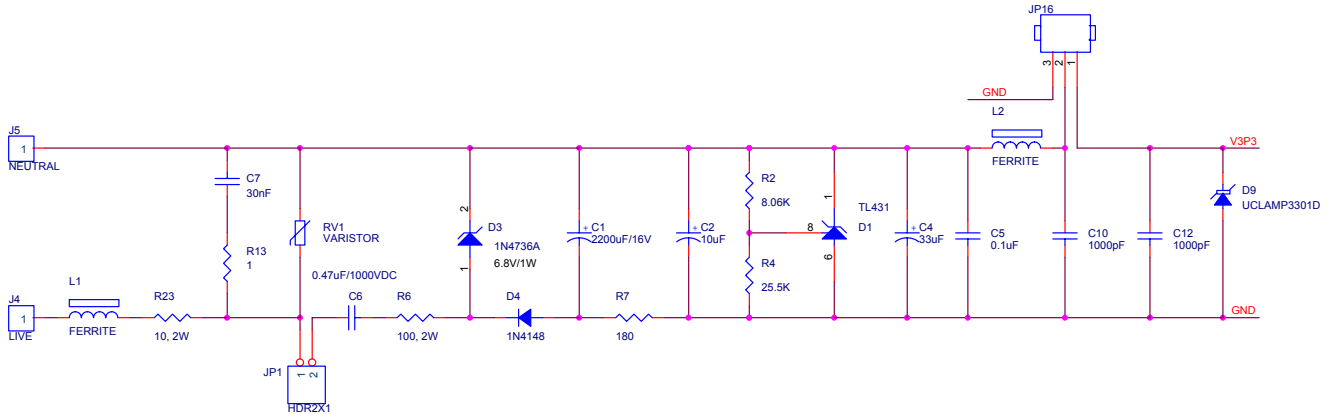 JP16
3
2
1
GND
L2
FERRITE
V3P3
J5
1
NEUTRAL
C7
30nF
R13
1
RV1
VARISTOR
2
D3
1N4736A
6.8V/1W
1
+
C1
2200uF/16V
+
C2
10uF
R2
8.06K
1
TL431
8
D1
6
R4
25.5K
+
C4
33uF
C5
0.1uF
C10
1000pF
C12
1000pF
D9
UCLAMP3301D
J4
1
LIVE
L1
FERRITE
R23
10, 2W
0.47uF/1000VDC
C6
R6
100, 2W
D4
1N4148
R7
180
GND
JP1
1
2
HDR2X1